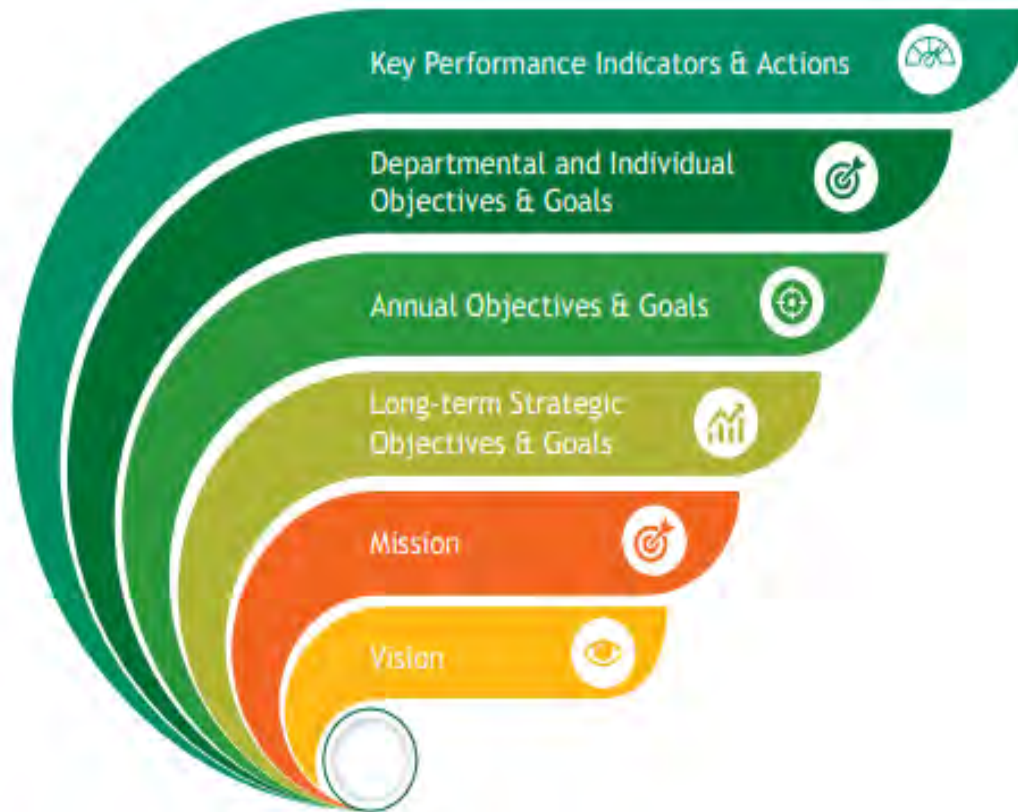 Key Performance Indicators & Actions
Departmental and Individual
Objectives & Goals
Annual Objectives & Goals
Long-term Strategic
Objectives & Goals
Mission
Vision